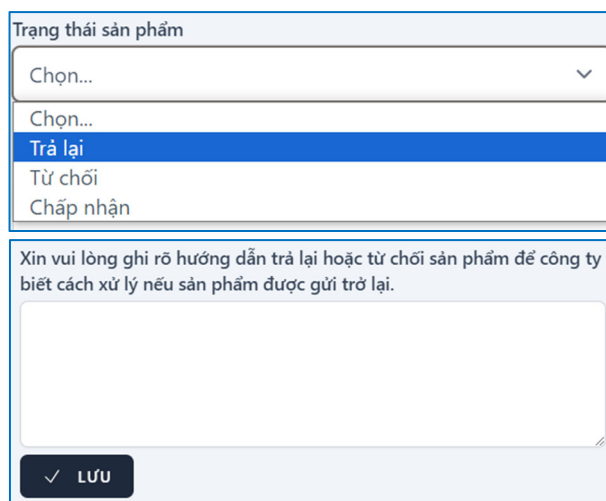 Trạng thái sản phẩm
Chọn...
Chọn...
Trả lại
Từ chối
Chấp nhận
Xin vui lòng ghi rõ hướng dẫn trả lại hoặc từ chối sản phẩm để công ty
biết cách xử lý nếu sản phẩm được gửi trở lại.
LƯU